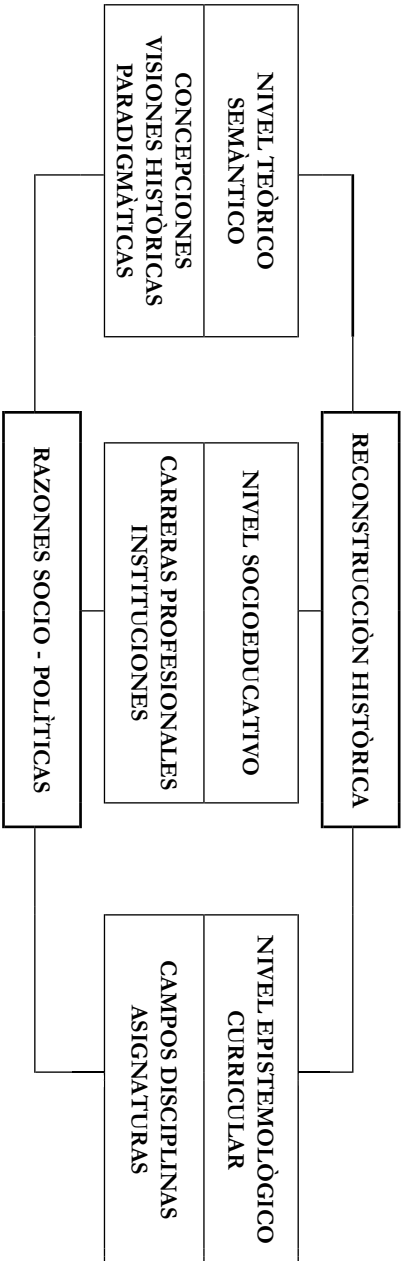 RECONSTRUCCIÒN HISTÒRICA
NIVEL TEÒRICO
SEMÀNTICO
CONCEPCIONES
VISIONES HISTÒRICAS
PARADIGMÀTICAS
NIVEL SOCIOEDUCATIVO
CARRERAS PROFESIONALES
INSTITUCIONES
NIVEL EPISTEMOLÒGICO
CURRICULAR
CAMPOS DISCIPLINAS
ASIGNATURAS
RAZONES SOCIO - POLÌTICAS